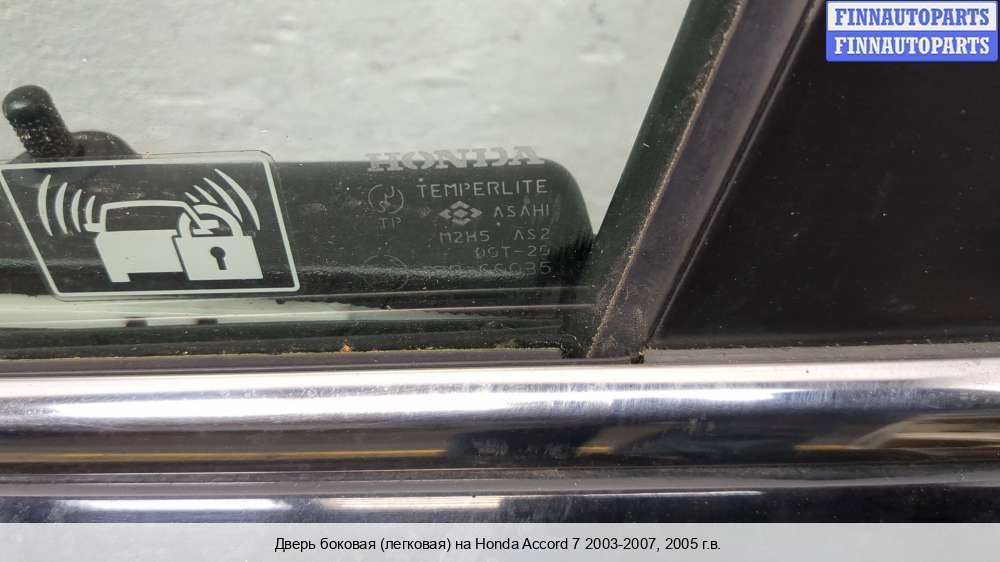 FINNAUTOPARTS
FINNAUTOPARTS
HONDA
TEMPERLITE
TP
ASAHI
M2H5 AS2
DOT-20
Дверь боковая (легковая) на Honda Accord 7 2003-2007, 2005 г.в.